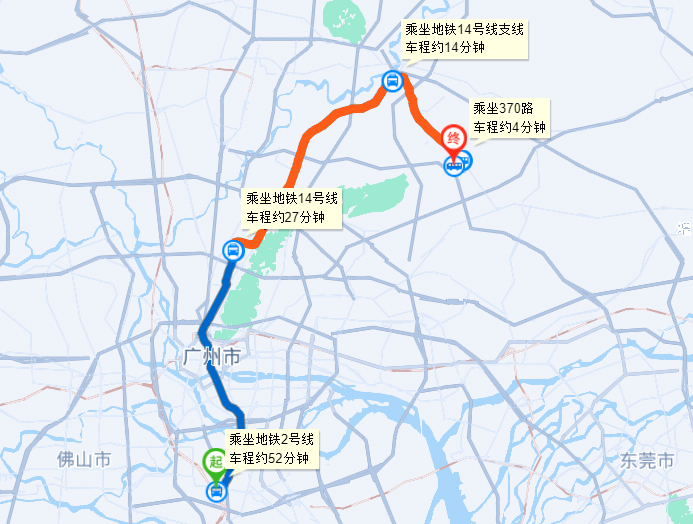 乘坐地铁14号线支线
车程约14分钟
乘坐370路
车程约4分钟
终
乘坐地铁14号线
车程约27分钟
广州市
乘坐地铁2号线
车程约52分钟
起
佛山市
东莞市